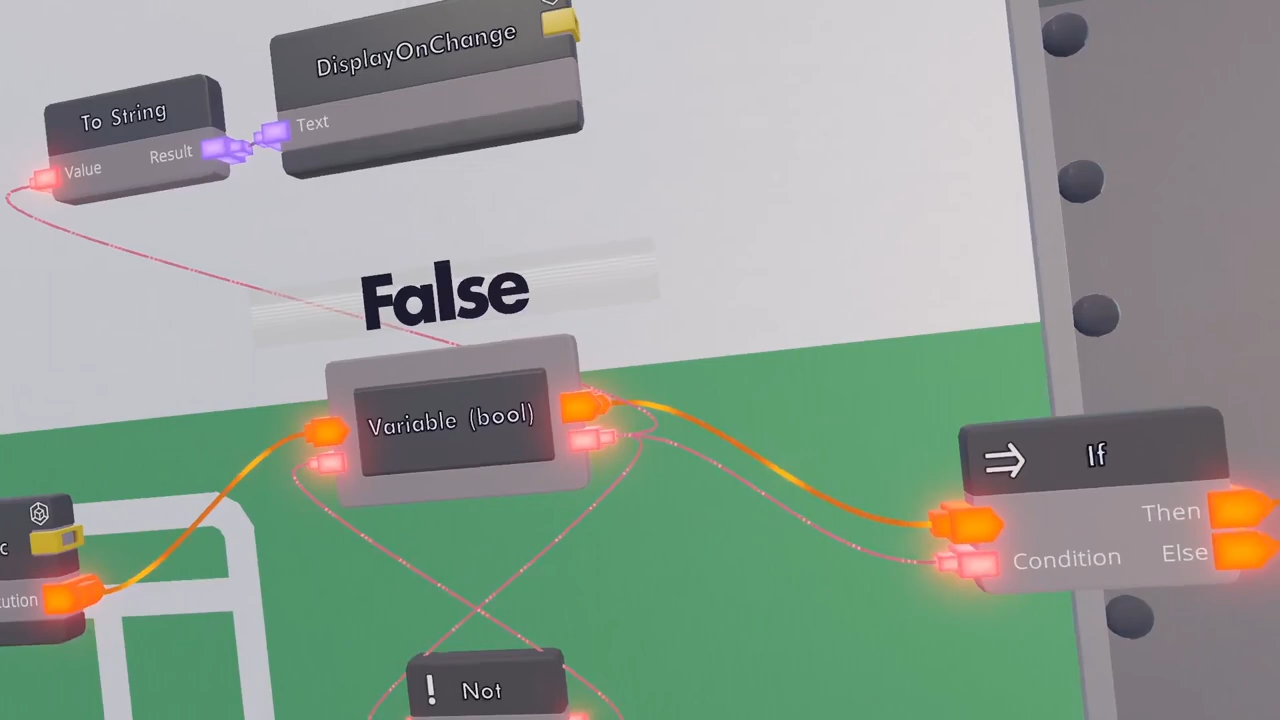 DisplayOnChange
To String
Text
Result
Value
False
Variable (bool)
If
Then
Condition
Else
c
ution
! Not